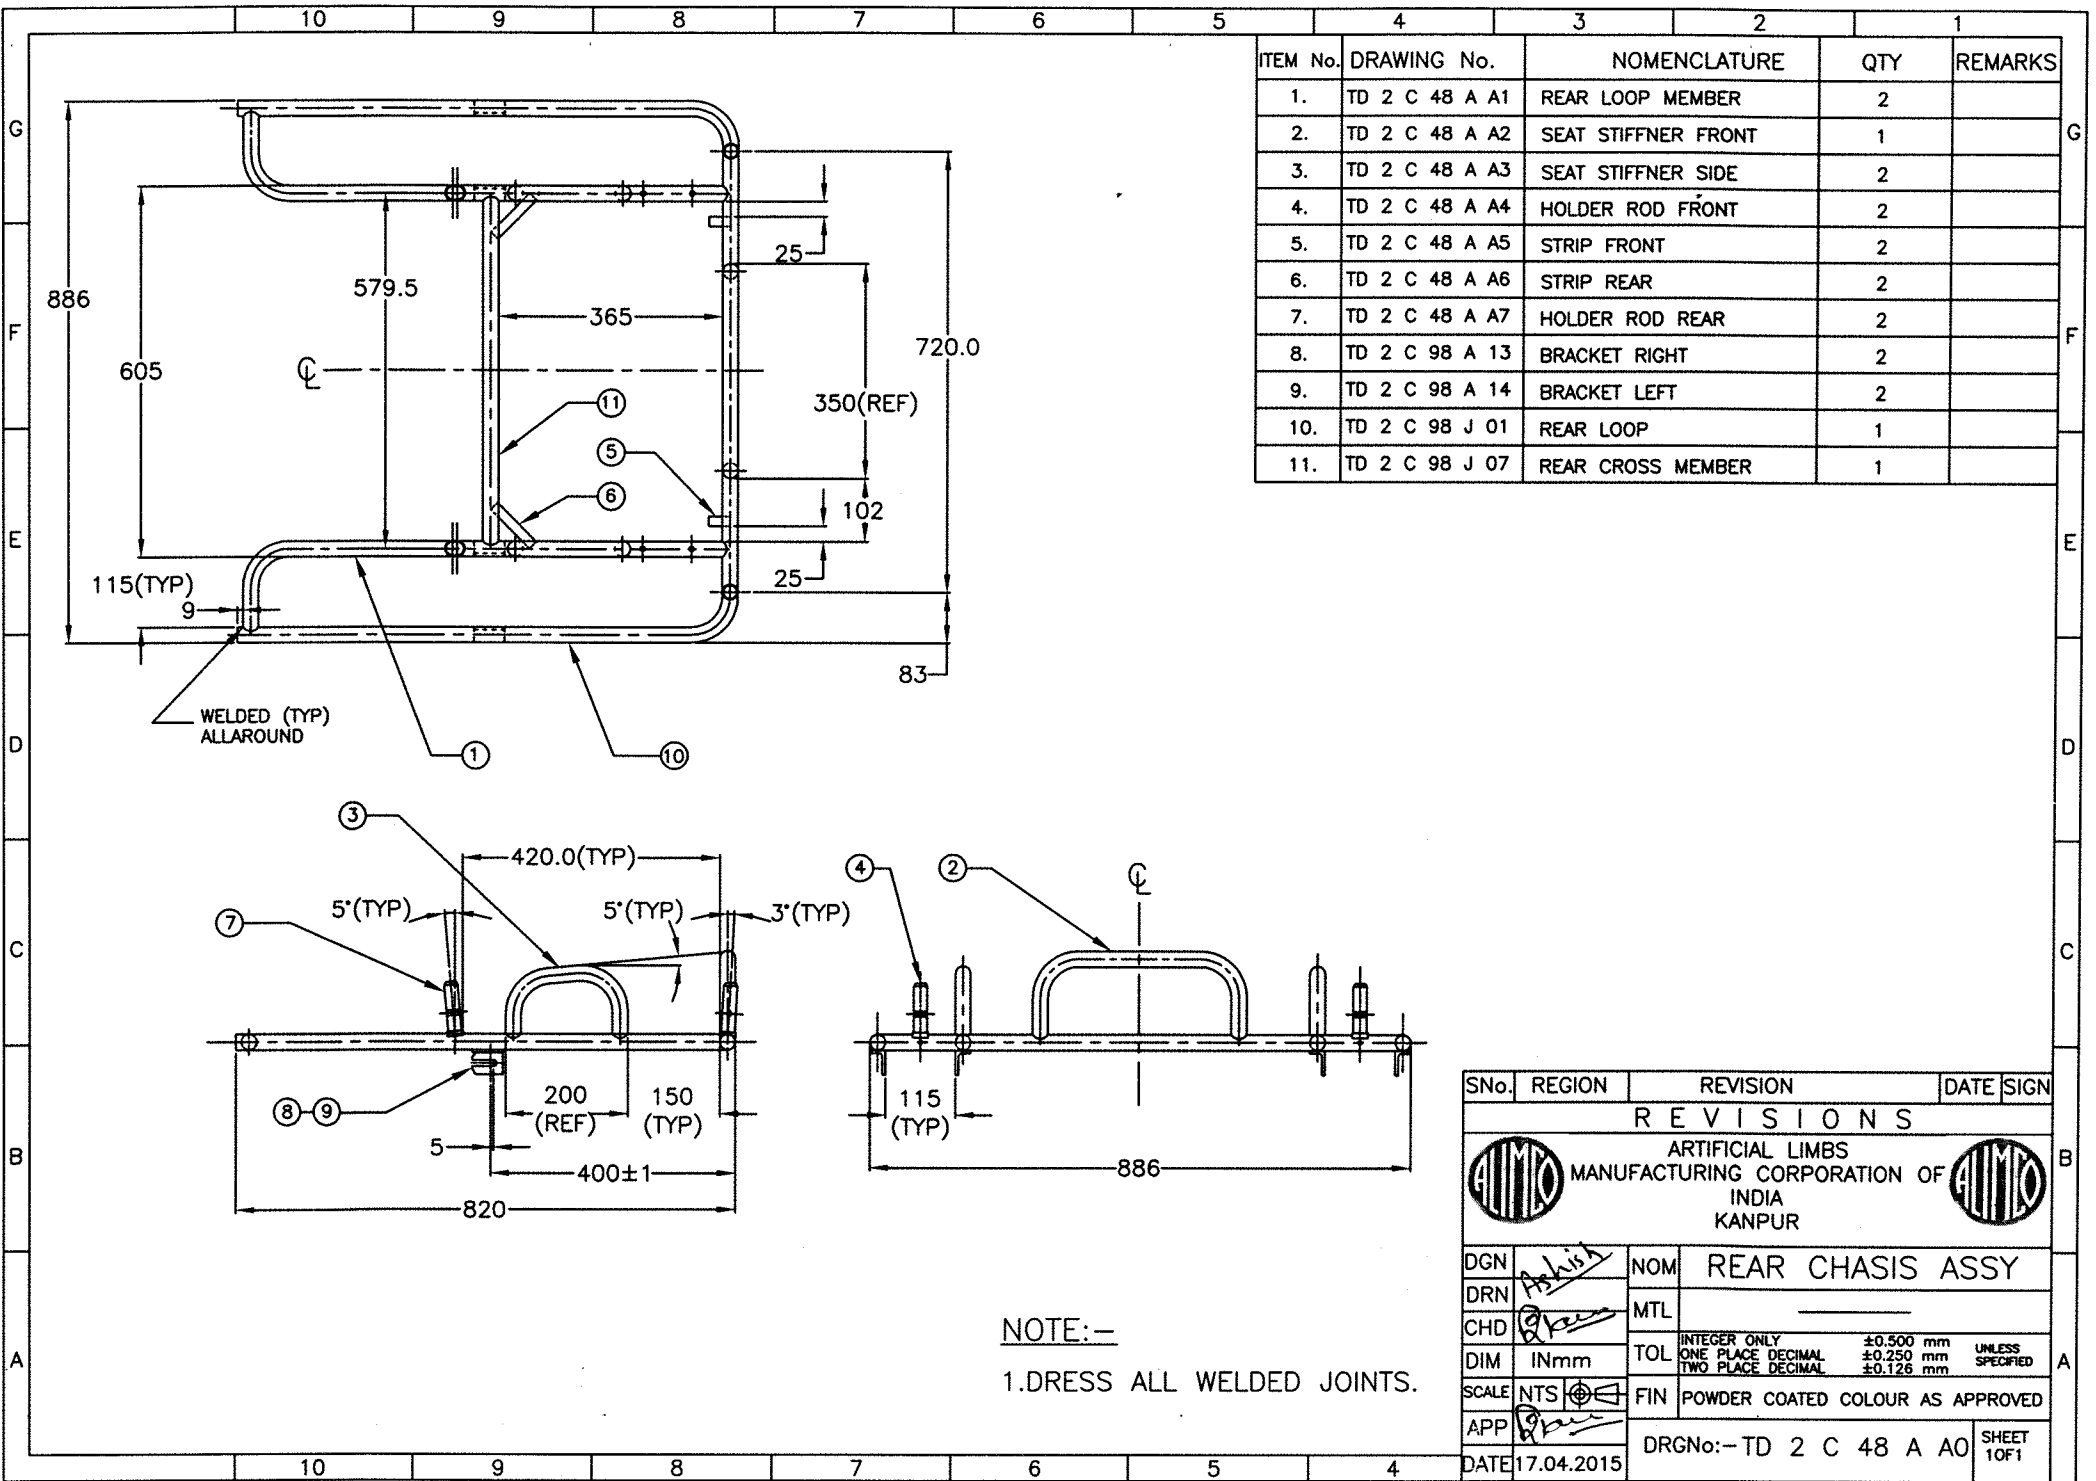 10 9 8 7 6 5 4 3 2 1
ITEM No. DRAWING No. NOMENCLATURE QTY REMARKS
1. TD 2 C 48 A A1 REAR LOOP MEMBER 2
2. TD 2 C 48 A A2 SEAT STIFFNER FRONT 1
3. TD 2 C 48 A A3 SEAT STIFFNER SIDE 2
4. TD 2 C 48 A A4 HOLDER ROD FRONT 2
5. TD 2 C 48 A A5 STRIP FRONT 2
6. TD 2 C 48 A A6 STRIP REAR 2
7. TD 2 C 48 A A7 HOLDER ROD REAR 2
8. TD 2 C 98 A 13 BRACKET RIGHT 2
9. TD 2 C 98 A 14 BRACKET LEFT 2
10. TD 2 C 98 J 01 REAR LOOP 1
11. TD 2 C 98 J 07 REAR CROSS MEMBER 1
G G
F F
E E
D D
C C
B B
A A
25
886
579.5
365
720.0
605
℄
350(REF)
11
5
6
102
25
115(TYP)
9
83
WELDED (TYP)
ALLAROUND
1
10
3
420.0(TYP)
4
2
℄
5°(TYP)
5°(TYP)
3°(TYP)
7
8 9
200
(REF)
150
(TYP)
115
(TYP)
5
400±1
886
820
NOTE:-
1.DRESS ALL WELDED JOINTS.
SNo. REGION REVISION DATE SIGN
REVISIONS
ALIMCO
ARTIFICIAL LIMBS
MANUFACTURING CORPORATION OF
INDIA
KANPUR
ALIMCO
DGN Ashish
DRN
CHD
NOM REAR CHASIS ASSY
MTL
DIM INmm
TOL INTEGER ONLY ±0.500 mm
ONE PLACE DECIMAL ±0.250 mm
TWO PLACE DECIMAL ±0.126 mm
UNLESS
SPECIFIED
SCALE NTS
FIN POWDER COATED COLOUR AS APPROVED
APP
DRGNo:-TD 2 C 48 A A0
SHEET
1OF1
DATE 17.04.2015
10 9 8 7 6 5 4